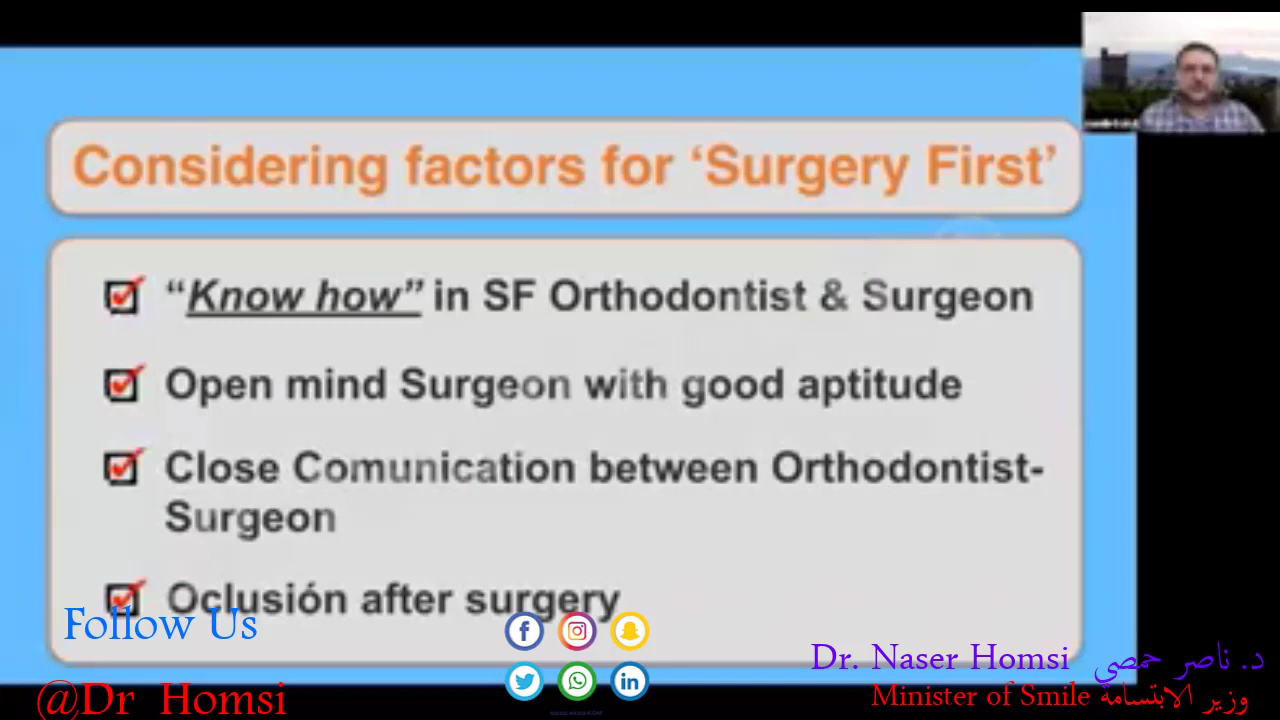 Considering factors for ‘Surgery First’
“Know how” in SF Orthodontist & Surgeon
Open mind Surgeon with good aptitude
Close Comunication between Orthodontist-
Surgeon
Oclusión after surgery
Follow Us
@Dr Homsi
Dr. Naser Homsi د. ناصر حمصي
Minister of Smile وزير الابتسامة